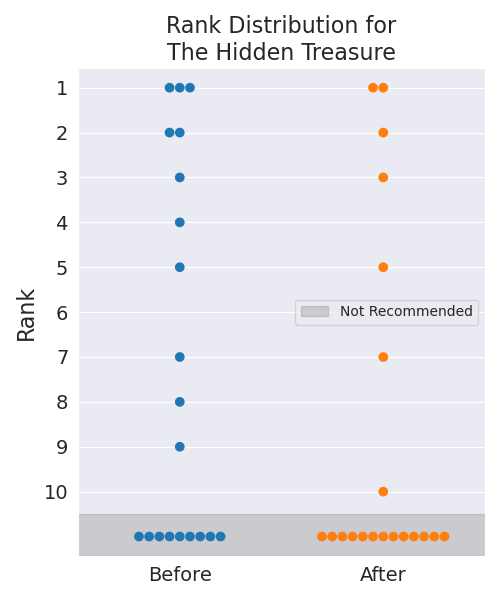 Rank Distribution for
The Hidden Treasure
1
2
3
4
5
6
7
8
9
10
Rank
Not Recommended
Before
After